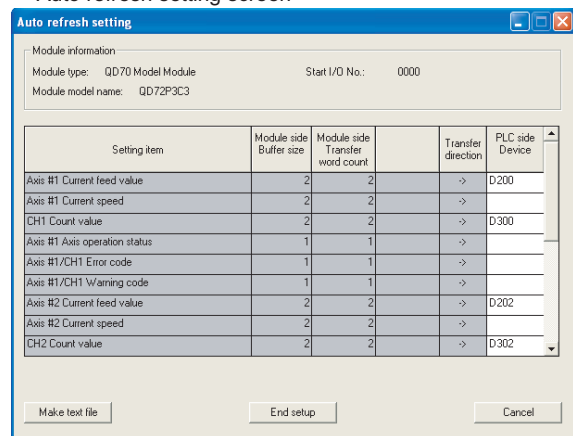 Auto refresh setting
Module information
Module type: QD70 Model Module Start I/O No.: 0000
Module model name: QD72P3C3
Setting item Module side Buffer size Module side Transfer word count Transfer direction PLC side Device
Axis #1 Current feed value 2 2 -> D200
Axis #1 Current speed 2 2 ->
CH1 Count value 2 2 -> D300
Axis #1 Axis operation status 1 1 ->
Axis #1/CH1 Error code 1 1 ->
Axis #1/CH1 Warning code 1 1 ->
Axis #2 Current feed value 2 2 -> D202
Axis #2 Current speed 2 2 ->
CH2 Count value 2 2 -> D302
Make text file End setup Cancel